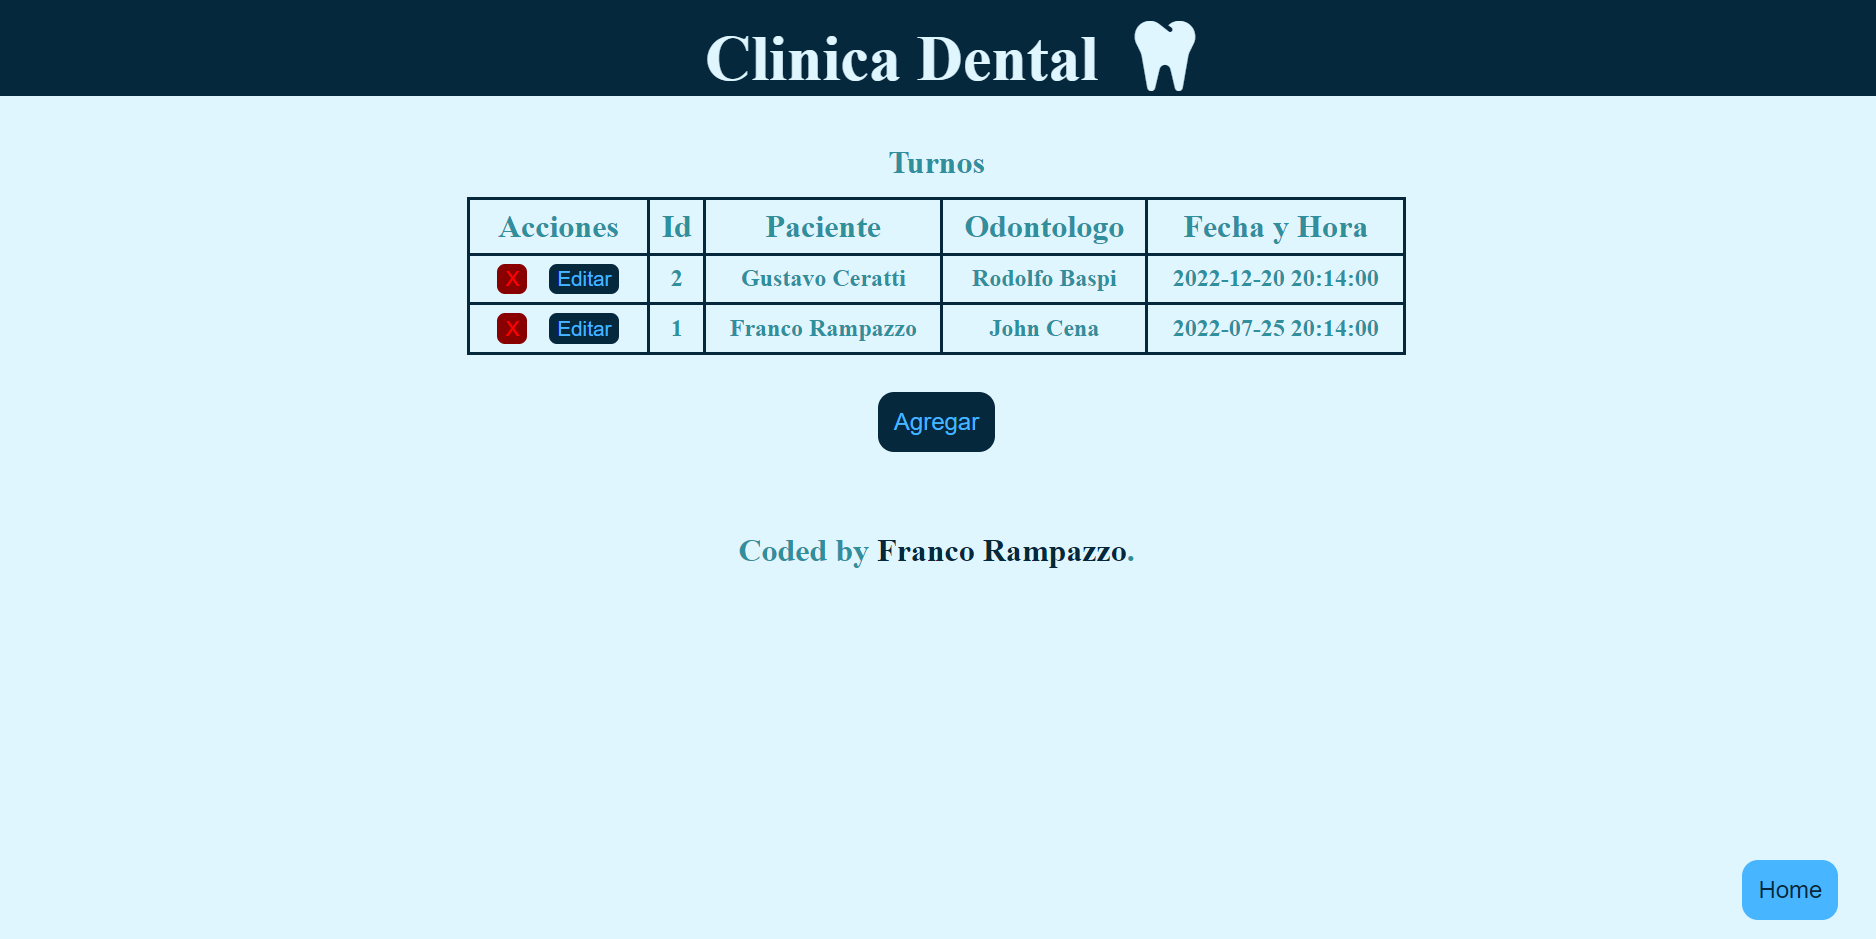 Clinica Dental
Turnos
Acciones Id Paciente Odontologo Fecha y Hora
X Editar 2 Gustavo Ceratti Rodolfo Baspi 2022-12-20 20:14:00
X Editar 1 Franco Rampazzo John Cena 2022-07-25 20:14:00
Agregar
Coded by Franco Rampazzo.
Home